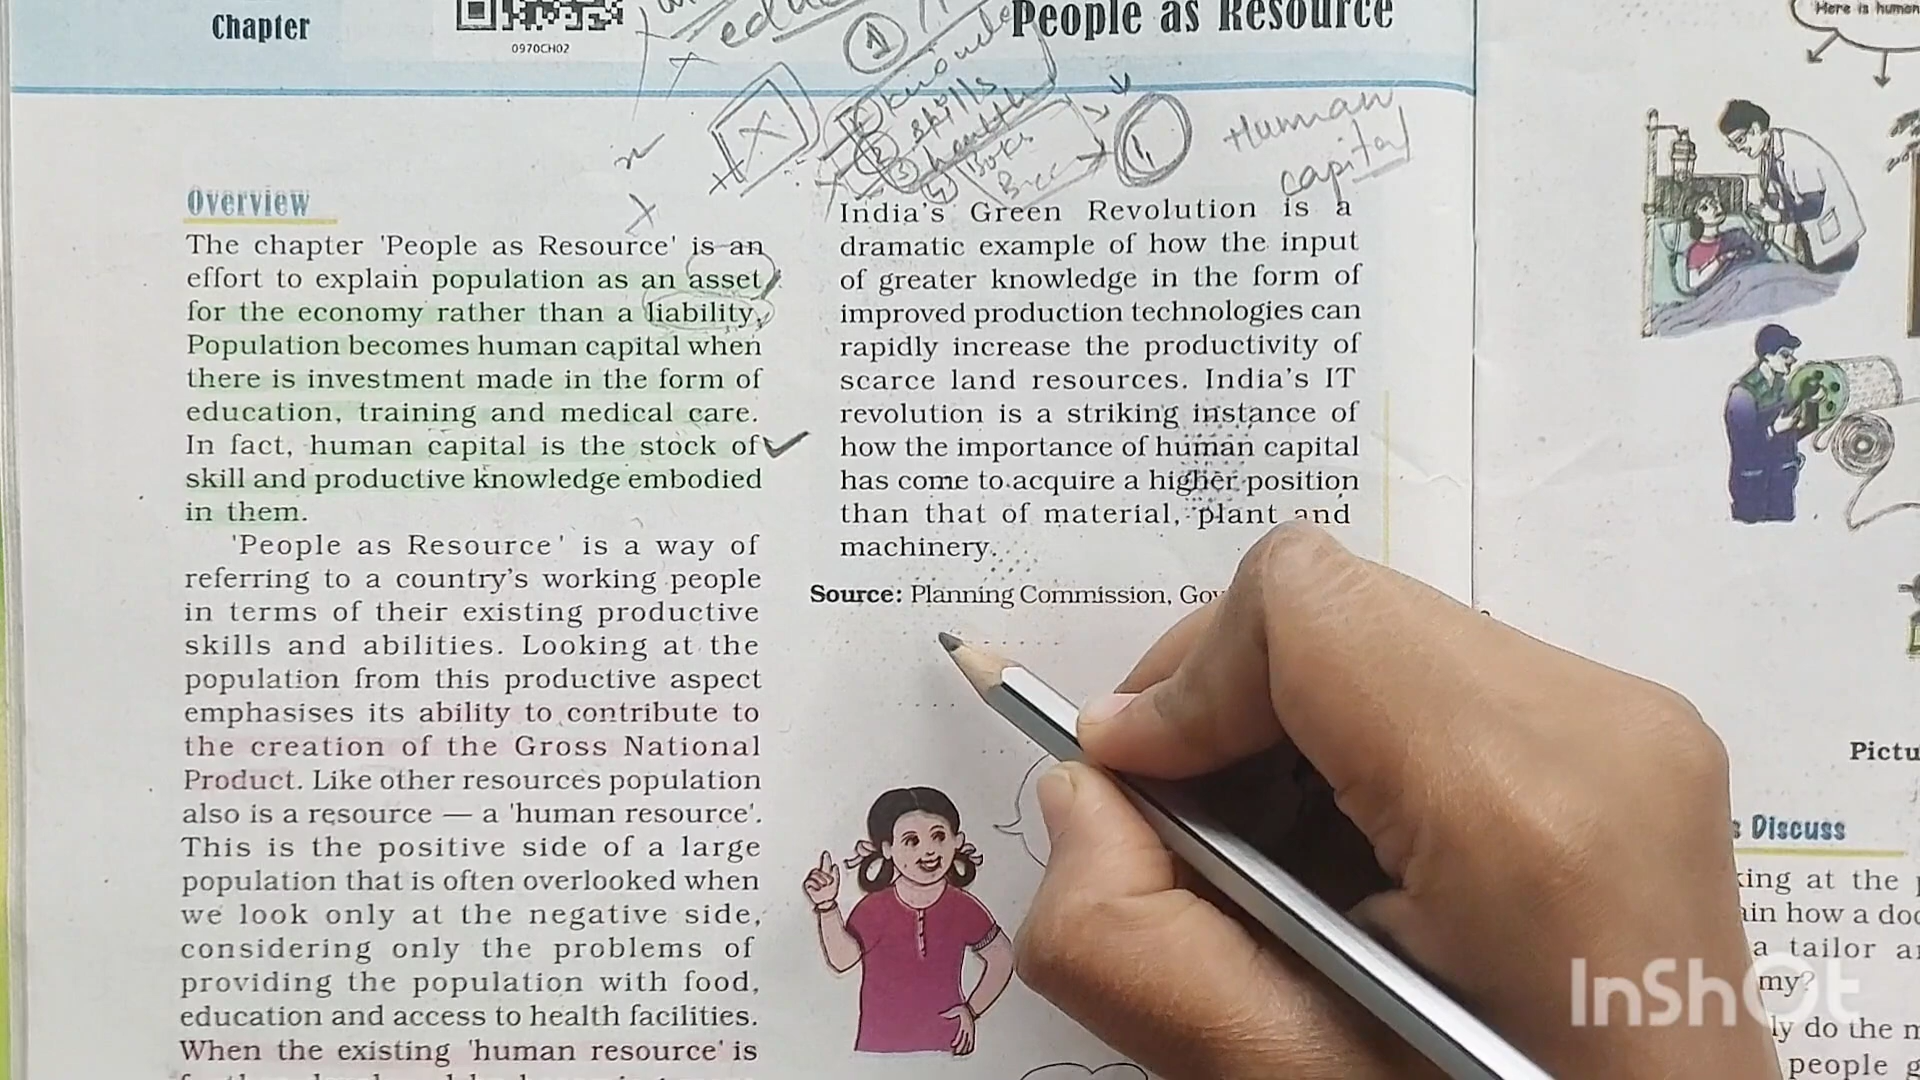 Chapter
0970CH02
People as Resource
Here is human
knowled
skills
health
Human
capital
Overview
The chapter 'People as Resource' is an
effort to explain population as an asset
for the economy rather than a liability.
Population becomes human capital when
there is investment made in the form of
education, training and medical care.
In fact, human capital is the stock of
skill and productive knowledge embodied
in them.
'People as Resource' is a way of
referring to a country's working people
in terms of their existing productive
skills and abilities. Looking at the
population from this productive aspect
emphasises its ability to contribute to
the creation of the Gross National
Product. Like other resources population
also is a resource — a 'human resource'.
This is the positive side of a large
population that is often overlooked when
we look only at the negative side,
considering only the problems of
providing the population with food,
education and access to health facilities.
When the existing 'human resource' is
India's Green Revolution is a
dramatic example of how the input
of greater knowledge in the form of
improved production technologies can
rapidly increase the productivity of
scarce land resources. India's IT
revolution is a striking instance of
how the importance of human capital
has come to acquire a higher position
than that of material, plant and
machinery.
Source: Planning Commission, Gov
Pictu
s Discuss
king at the p
ain how a doc
a tailor an
my?
ly do the m
people g
InShOt